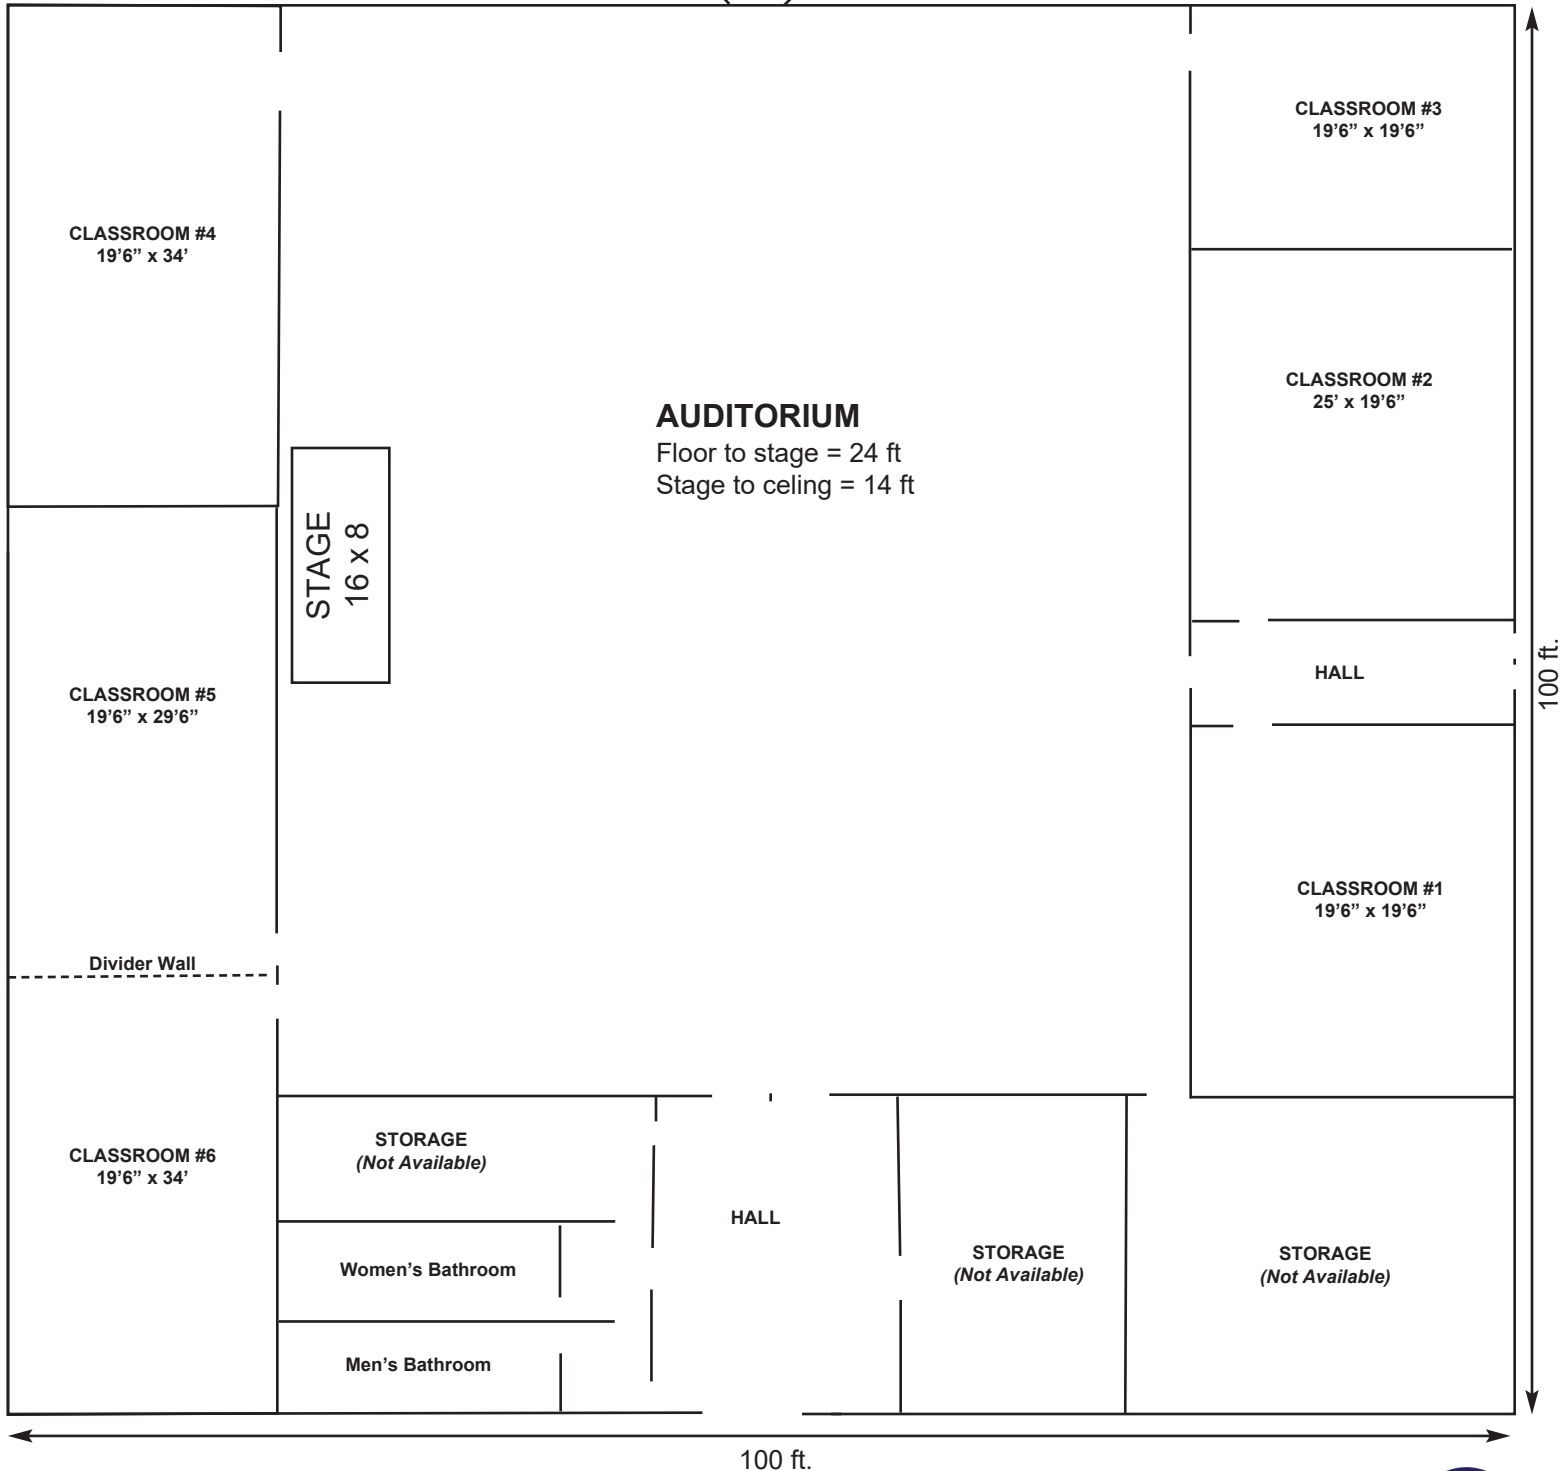 CLASSROOM #3
19’6” x 19’6”
CLASSROOM #4
19’6” x 34’
CLASSROOM #2
25’ x 19’6”
AUDITORIUM
Floor to stage = 24 ft
Stage to celing = 14 ft
STAGE
16 x 8
HALL
100 ft.
CLASSROOM #5
19’6” x 29’6”
CLASSROOM #1
19’6” x 19’6”
Divider Wall
STORAGE
(Not Available)
CLASSROOM #6
19’6” x 34’
HALL
STORAGE
(Not Available)
STORAGE
(Not Available)
Women’s Bathroom
Men’s Bathroom
100 ft.